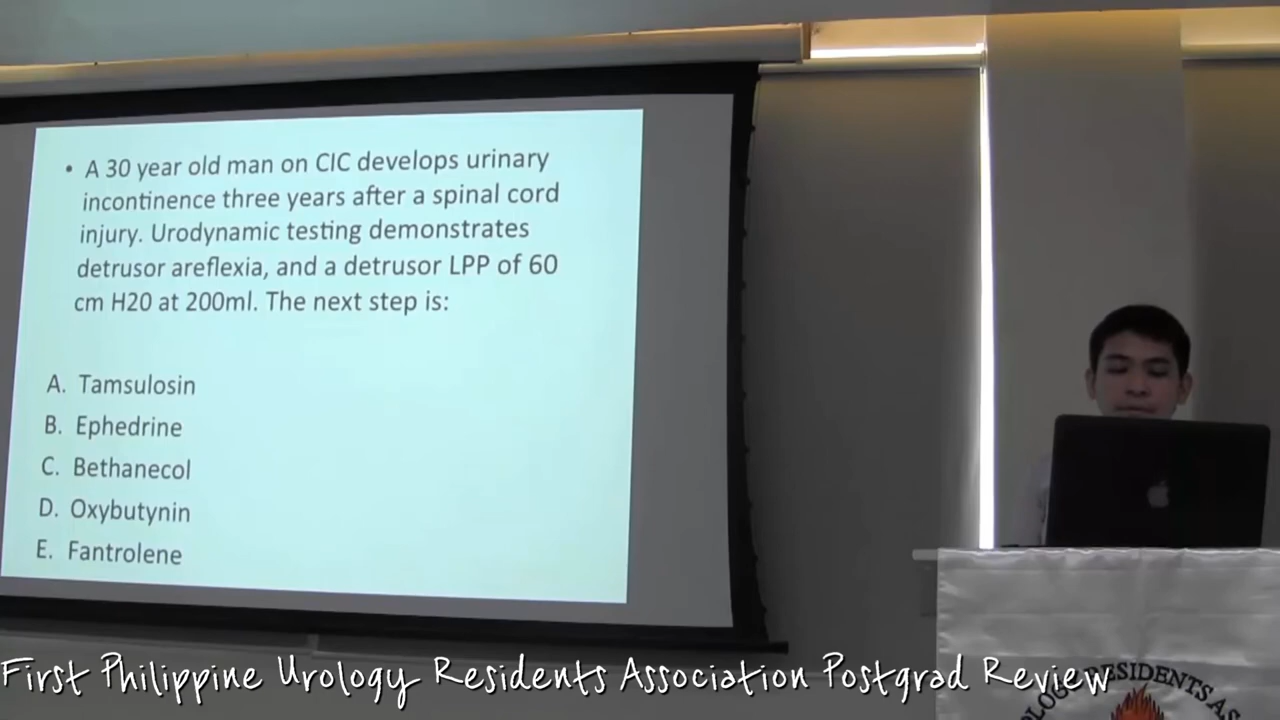 • A 30 year old man on CIC develops urinary
incontinence three years after a spinal cord
injury. Urodynamic testing demonstrates
detrusor areflexia, and a detrusor LPP of 60
cm H20 at 200ml. The next step is:
A. Tamsulosin
B. Ephedrine
C. Bethanecol
D. Oxybutynin
E. Fantrolene
First Philippine Urology Residents Association Postgrad Review
RESIDENTS